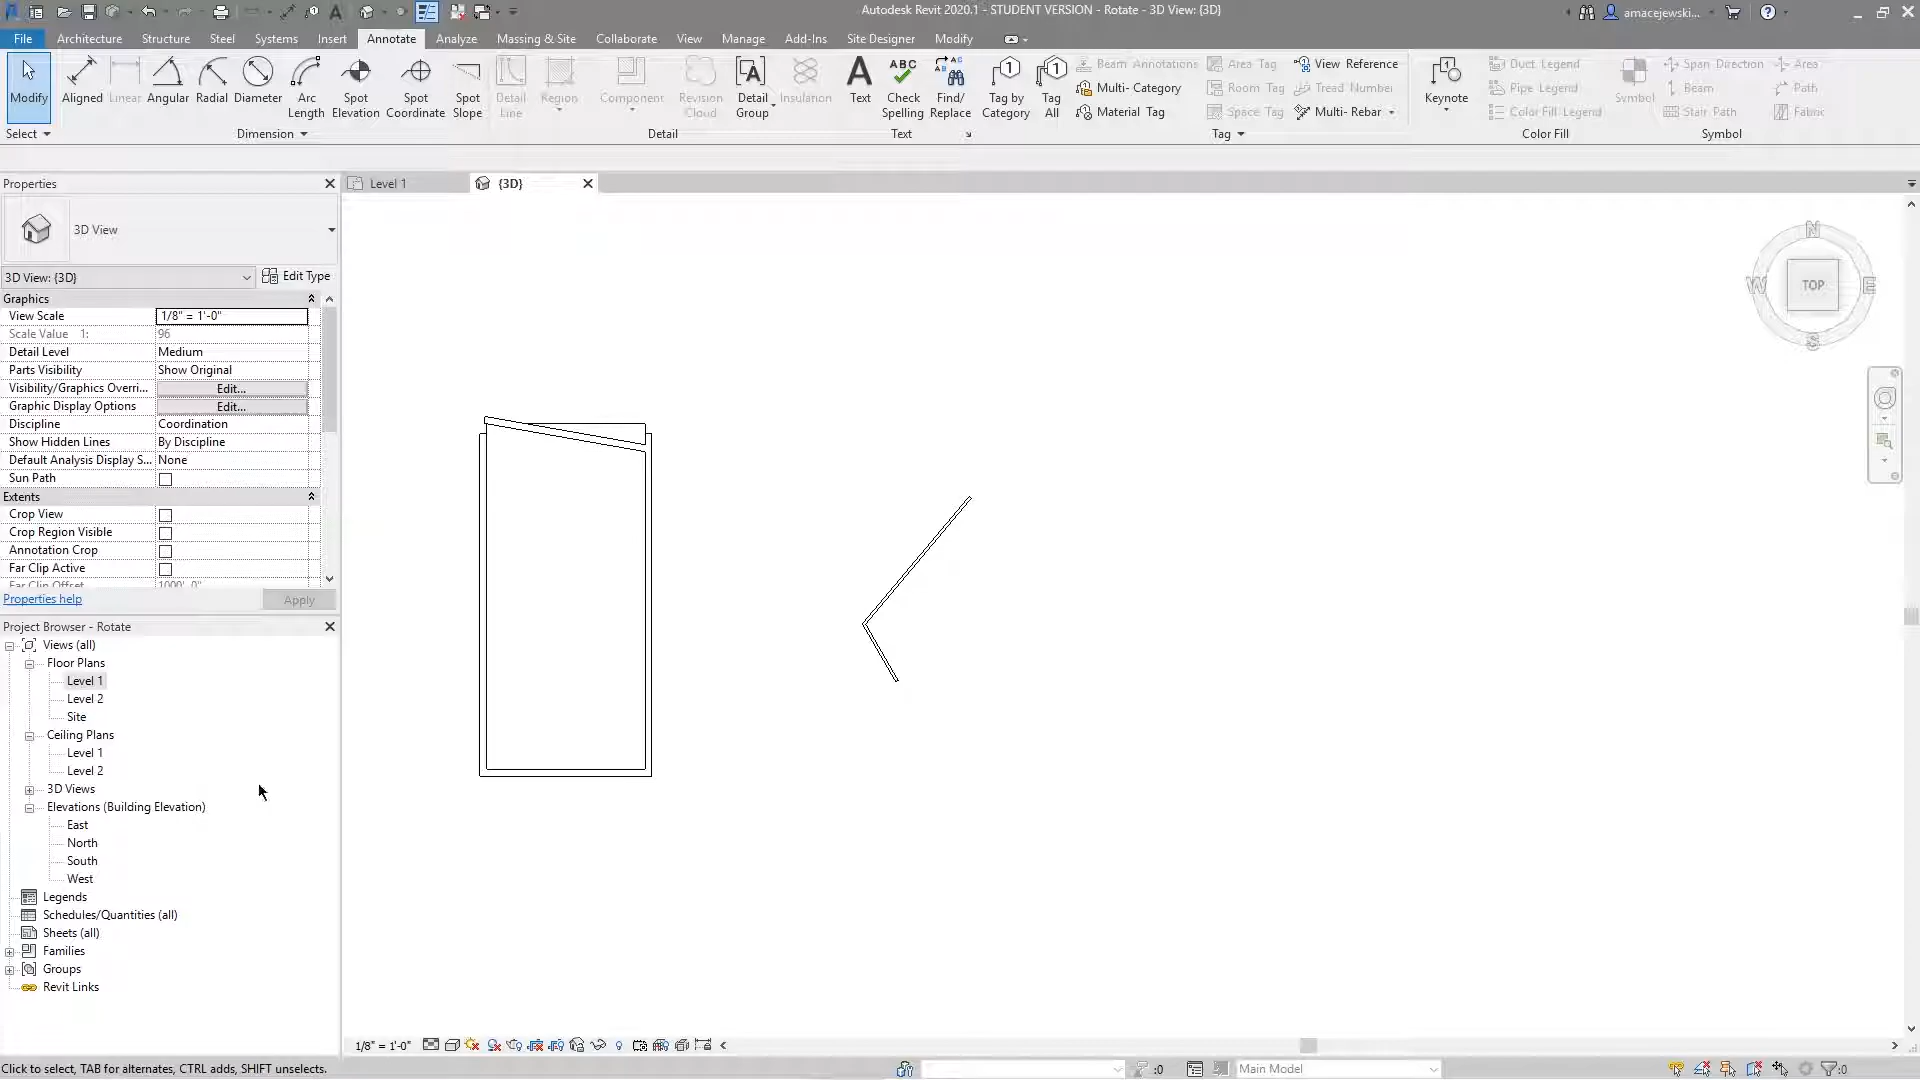 Autodesk Revit 2020.1 - STUDENT VERSION - Rotate - 3D View: {3D}
amacejewski...
File Architecture Structure Steel Systems Insert Annotate Analyze Massing & Site Collaborate View Manage Add-Ins Site Designer Modify
Modify Aligned Linear Angular Radial Diameter Arc Length Spot Elevation Spot Coordinate Spot Slope Detail Line Region Component Revision Cloud Detail Group Insulation Text Check Spelling Find/ Replace Tag by Category Tag All
Beam Annotations Area Tag View Reference
Multi- Category Room Tag Tread Number
Material Tag Space Tag Multi- Rebar
Keynote
Duct Legend
Pipe Legend
Color Fill Legend
Symbol
Span Direction Area
Beam Path
Stair Path Fabric
Select Dimension Detail Text Tag Color Fill Symbol
Properties
Level 1
{3D}
3D View
3D View: {3D} Edit Type
Graphics
View Scale 1/8" = 1'-0"
Scale Value 1: 96
Detail Level Medium
Parts Visibility Show Original
Visibility/Graphics Overri... Edit...
Graphic Display Options Edit...
Discipline Coordination
Show Hidden Lines By Discipline
Default Analysis Display S... None
Sun Path
Extents
Crop View
Crop Region Visible
Annotation Crop
Far Clip Active
Far Clip Offset 1000' 0"
Properties help Apply
N
W TOP E
S
Project Browser - Rotate
Views (all)
Floor Plans
Level 1
Level 2
Site
Ceiling Plans
Level 1
Level 2
3D Views
Elevations (Building Elevation)
East
North
South
West
Legends
Schedules/Quantities (all)
Sheets (all)
Families
Groups
Revit Links
1/8" = 1'-0"
Click to select, TAB for alternates, CTRL adds, SHIFT unselects.
:0
Main Model
:0